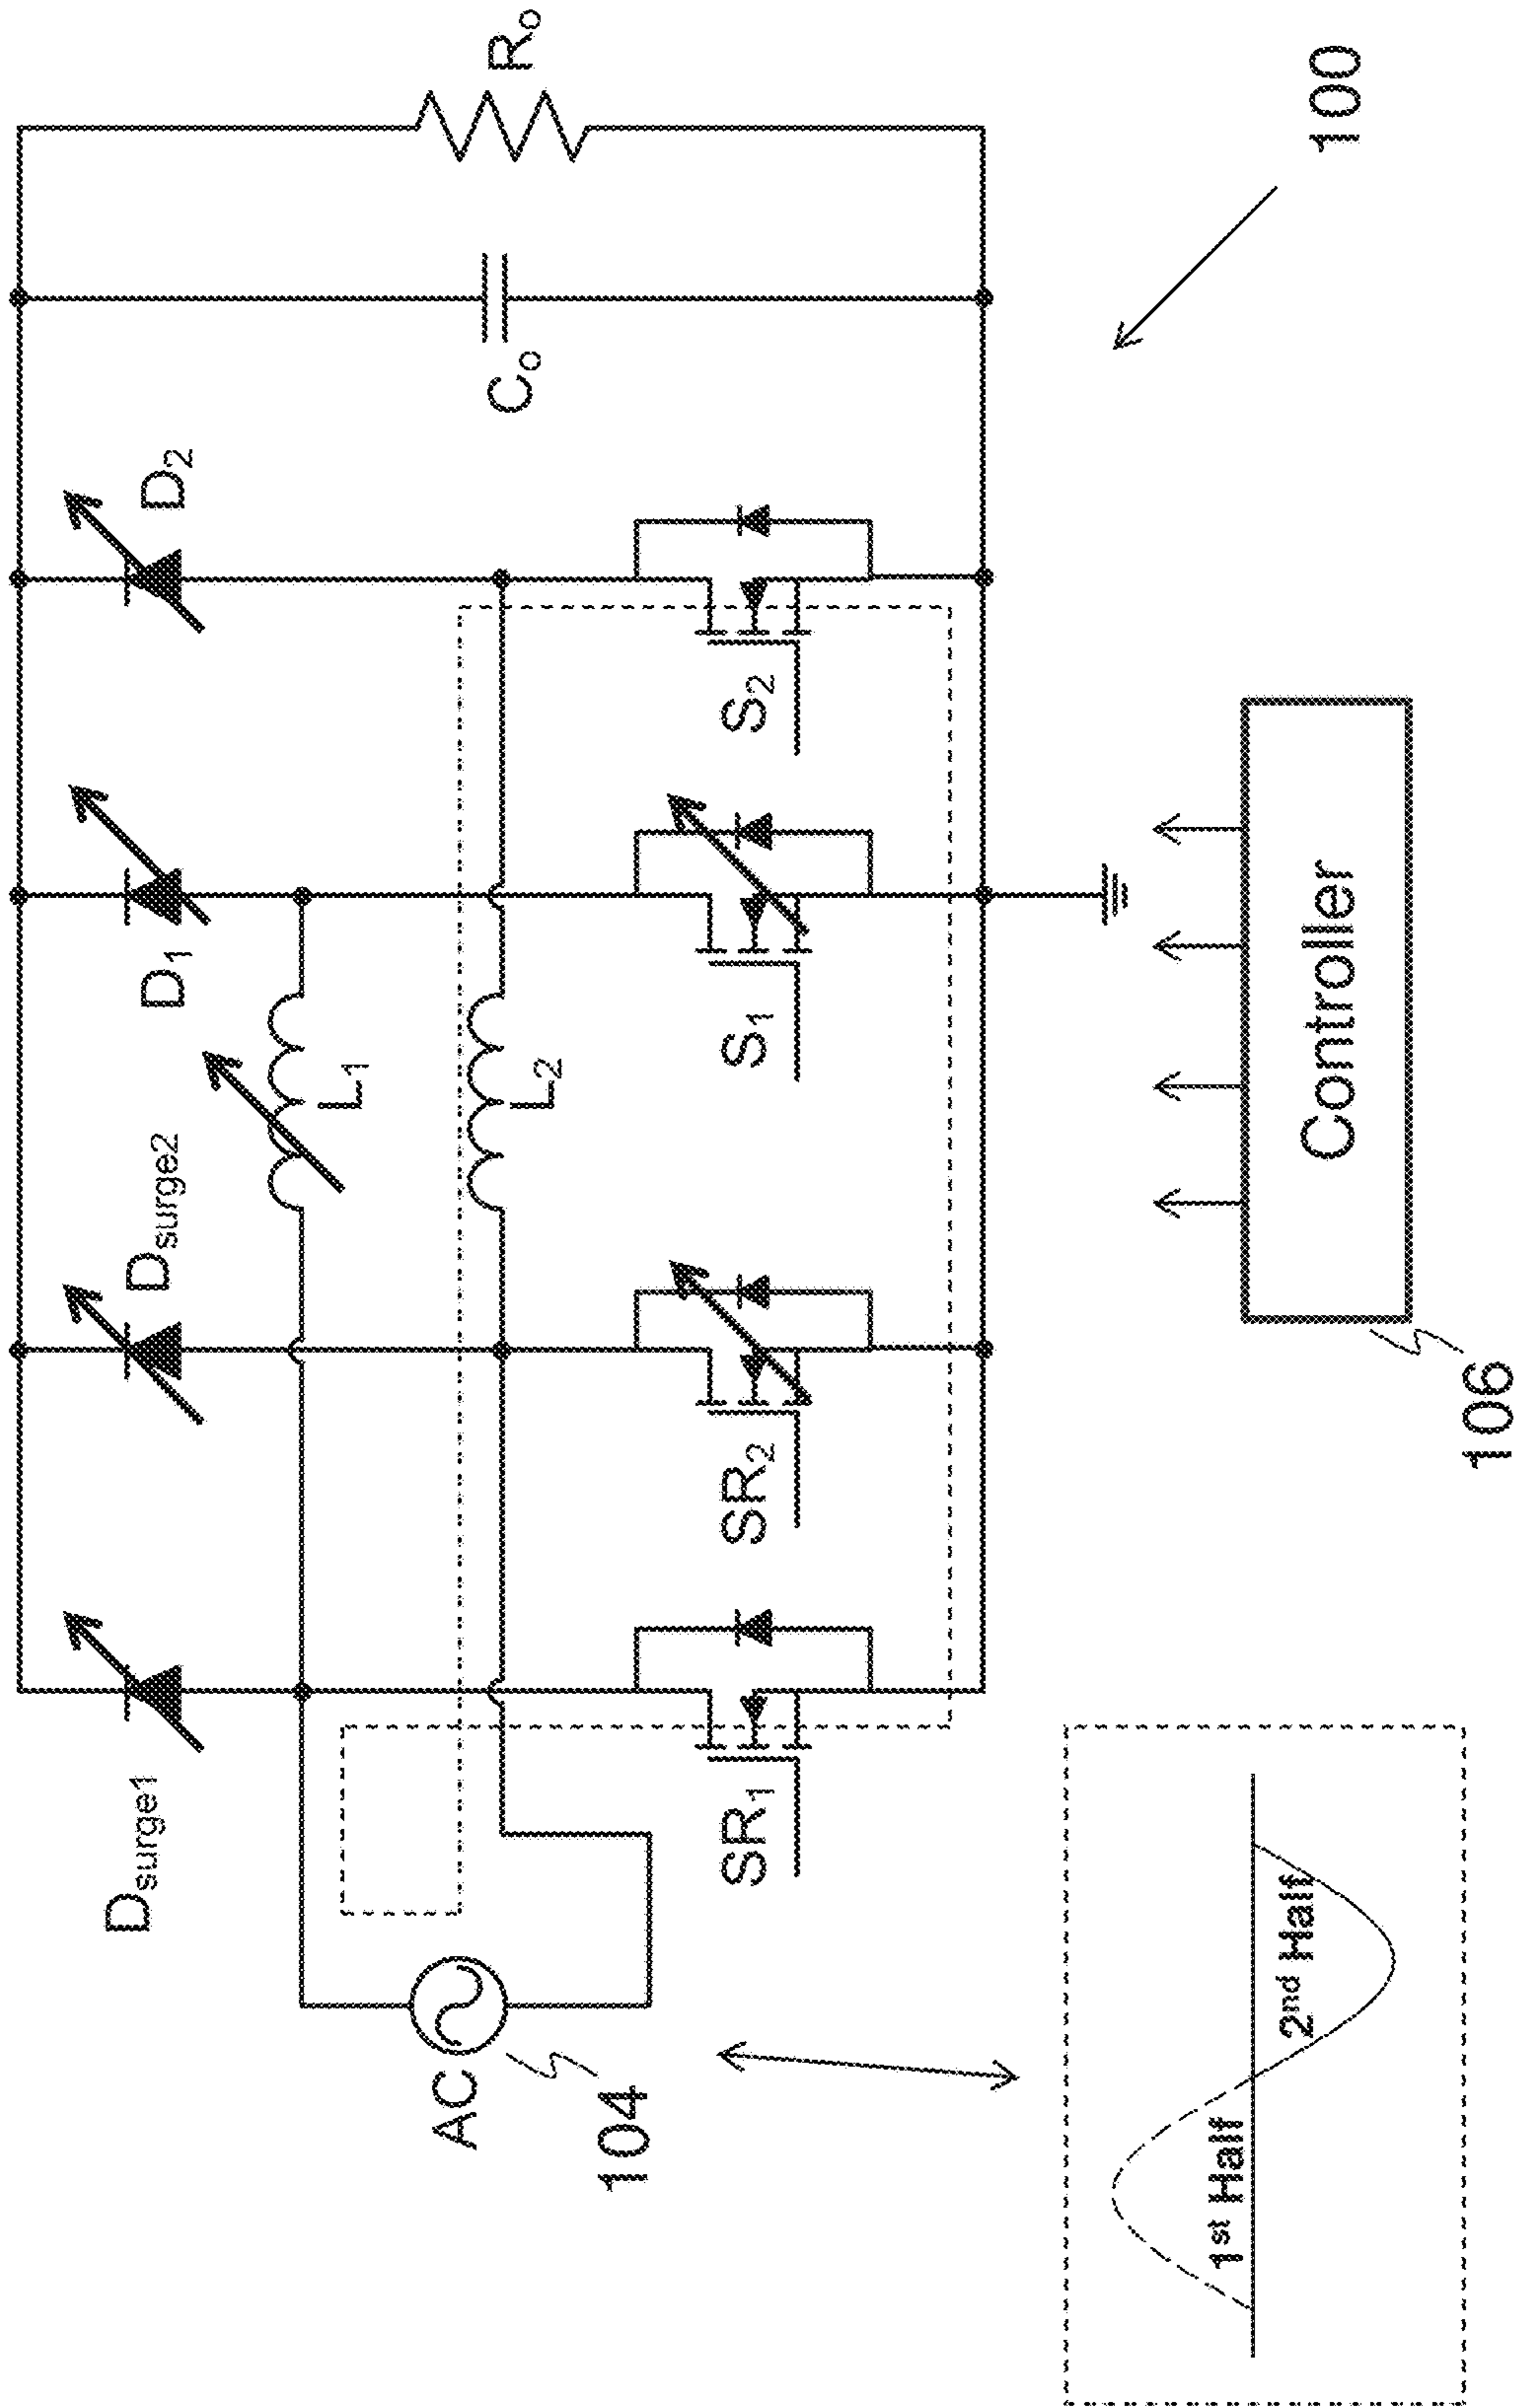 D₂
D₁
Dsurge2
Dsurge1
L₁
L₂
Cₒ
Rₒ
AC
104
SR₁
SR₂
S₁
S₂
1st Half
2nd Half
Controller
106
100